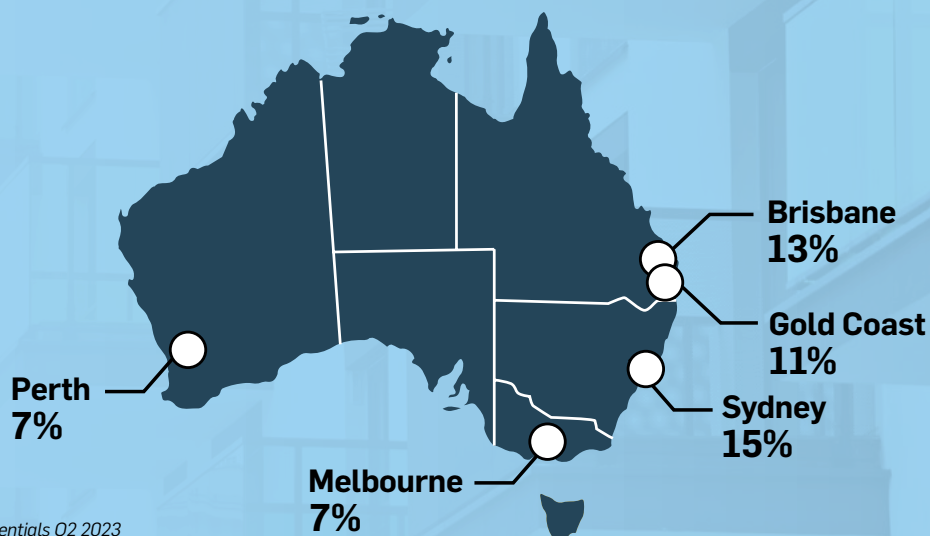 Brisbane
13%
Gold Coast
11%
Perth
7%
Sydney
15%
Melbourne
7%
Q2 2023